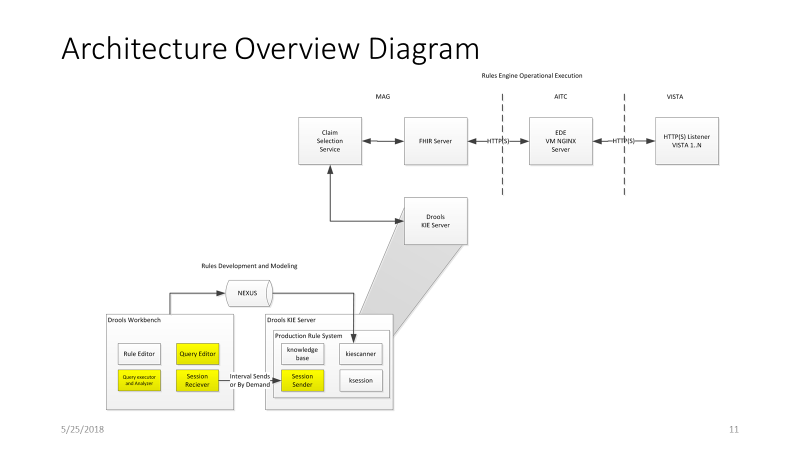 Architecture Overview Diagram
Rules Engine Operational Execution
MAG
AITC
VISTA
Claim
Selection
Service
FHIR Server
HTTP(S)
EDE
VM NGINX
Server
HTTP(S)
HTTP(S) Listener
VISTA 1..N
Drools
KIE Server
Rules Development and Modeling
NEXUS
Drools Workbench
Rule Editor
Query Editor
Query executor
and Analyzer
Session
Reciever
Interval Sends
or By Demand
Drools KIE Server
Production Rule System
knowledge
base
kiescanner
Session
Sender
ksession
5/25/2018
11